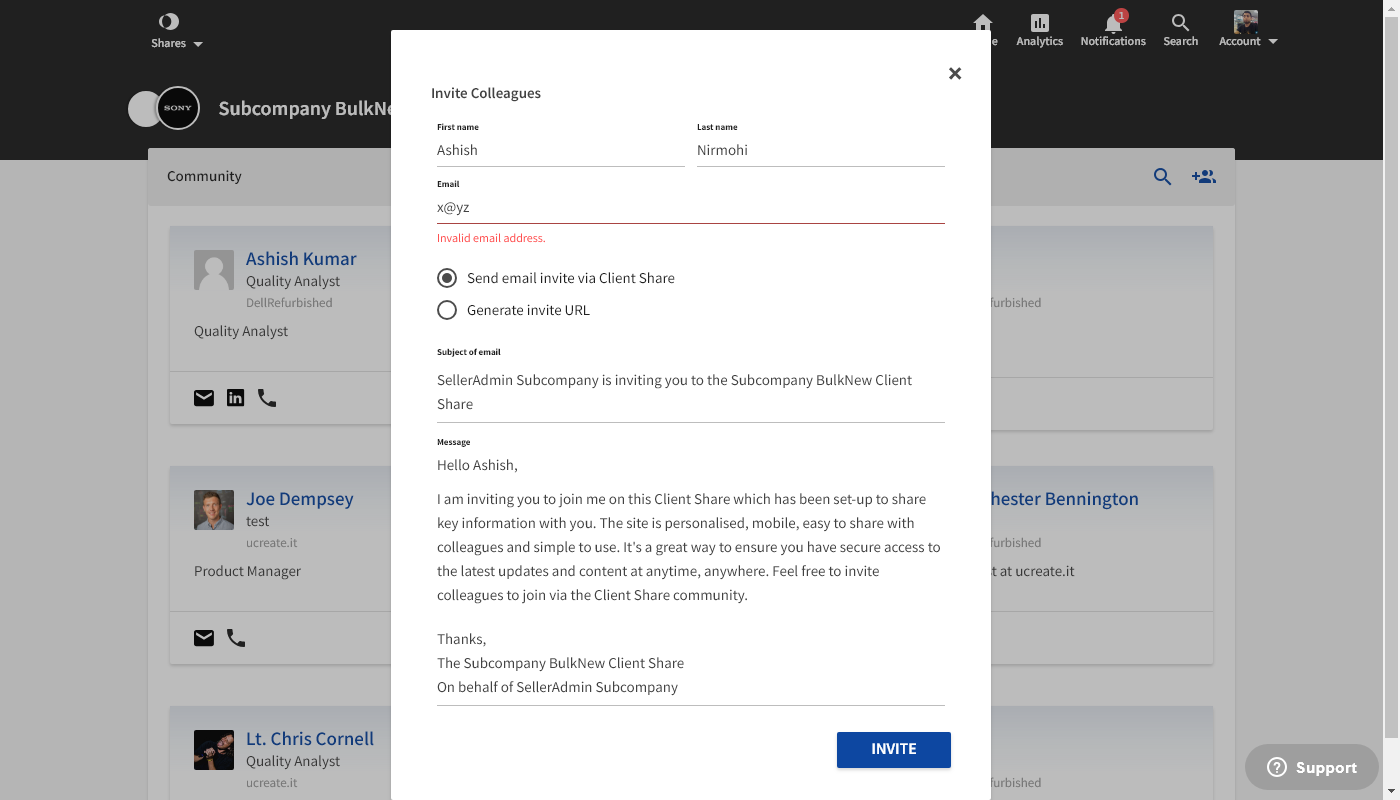 Shares
e
Analytics
1
Notifications
Search
Account
SONY
Subcompany BulkNe
Community
Invite Colleagues
First name
Last name
Ashish
Nirmohi
Email
x@yz
Invalid email address.
Send email invite via Client Share
Generate invite URL
Subject of email
SellerAdmin Subcompany is inviting you to the Subcompany BulkNew Client
Share
Message
Hello Ashish,
I am inviting you to join me on this Client Share which has been set-up to share
key information with you. The site is personalised, mobile, easy to share with
colleagues and simple to use. It's a great way to ensure you have secure access to
the latest updates and content at anytime, anywhere. Feel free to invite
colleagues to join via the Client Share community.
Thanks,
The Subcompany BulkNew Client Share
On behalf of SellerAdmin Subcompany
INVITE
Ashish Kumar
Quality Analyst
DellRefurbished
Quality Analyst
in
furbished
Joe Dempsey
test
ucreate.it
Product Manager
hester Bennington
furbished
t at ucreate.it
Lt. Chris Cornell
Quality Analyst
ucreate.it
furbished
Support